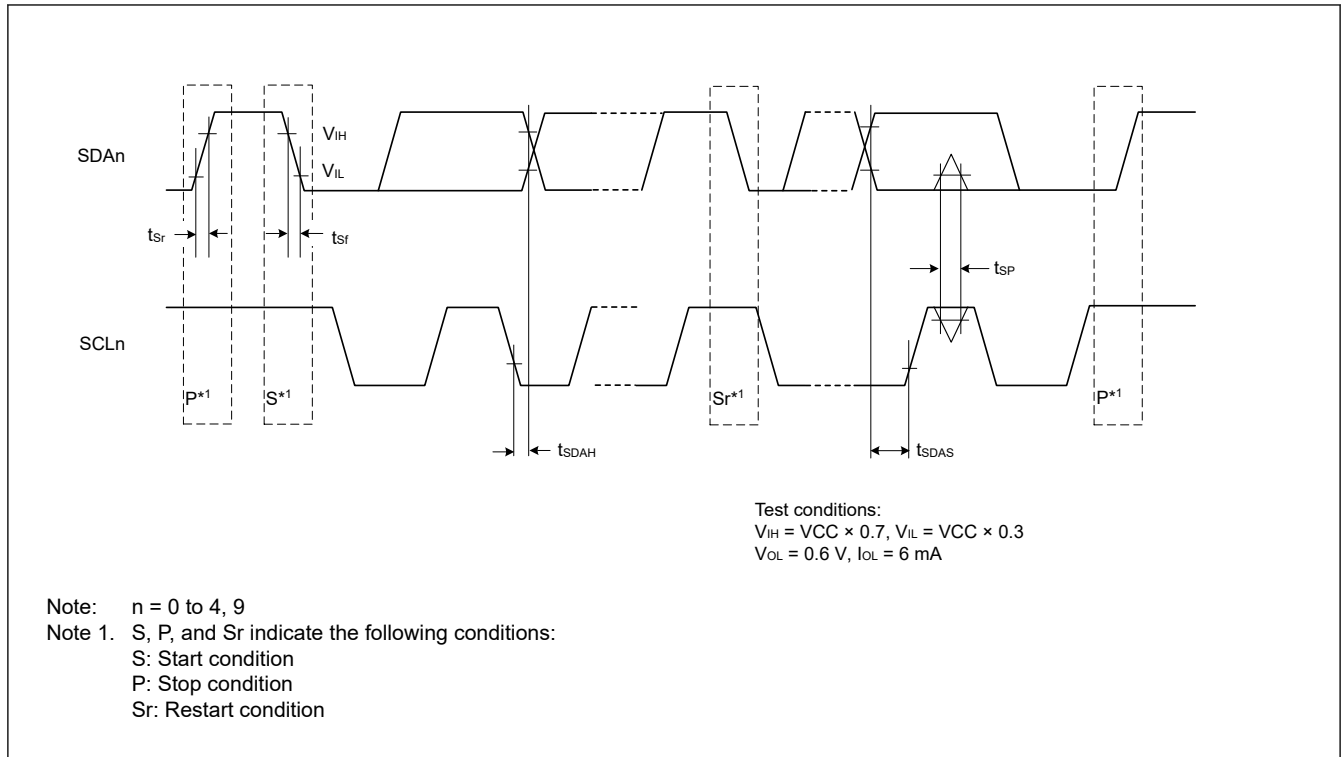 SDAn
VIH
VIL
tSr
tSf
tSP
SCLn
P*1
S*1
Sr*1
P*1
tSDAH
tSDAS
Test conditions:
VIH = VCC × 0.7, VIL = VCC × 0.3
VOL = 0.6 V, IOL = 6 mA
Note: n = 0 to 4, 9
Note 1. S, P, and Sr indicate the following conditions:
S: Start condition
P: Stop condition
Sr: Restart condition